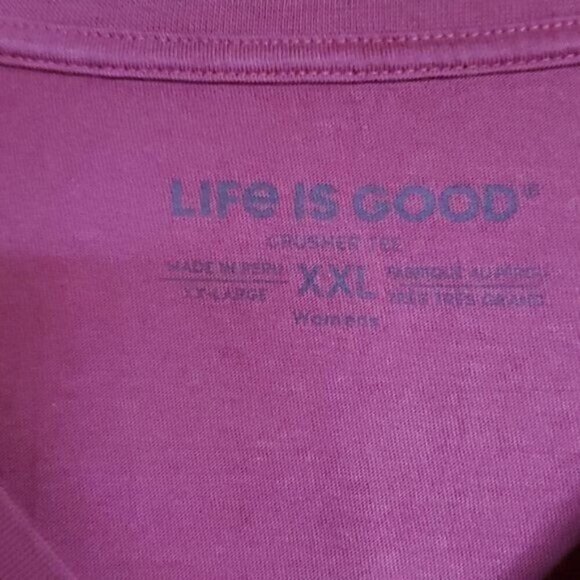 LIFe IS GOOD®
CRUSHER TEE
MADE IN PERU XXL FABRIQUÉ AU PÉROU
XX-LARGE TRÈS TRÈS GRAND
Womens